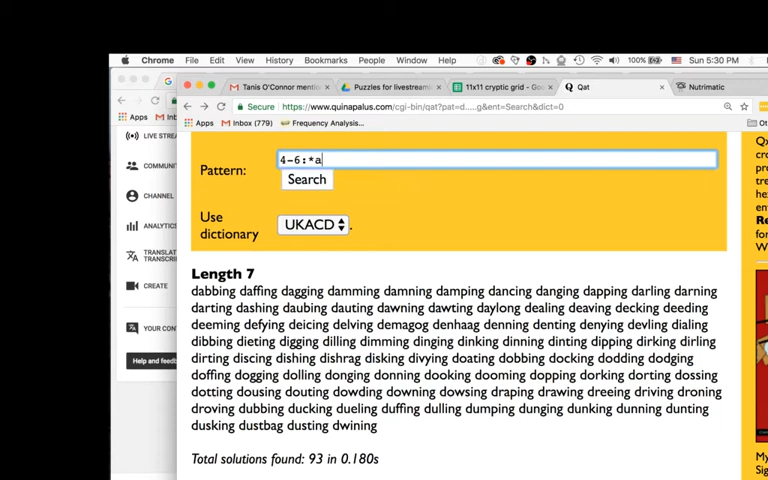 Chrome File Edit View History Bookmarks People Window Help 100% Sun 5:30 PM
Tanis O'Connor mentio Puzzles for livestream 11x11 cryptic grid - Goo Qat Nutrimatic
Secure https://www.quinapalus.com/cgi-bin/qat?pat=d.....g&ent=Search&dict=0
Apps Inb Apps Inbox (779) Frequency Analysis...
LIVE STRE
COMMUN
CHANNEL
ANALYTIC
TRANSLAT
TRANSCRI
CREATE
YOUR CON
Help and feedb
Pattern: 4-6:*a
Search
Use
dictionary UKACD .
Length 7
dabbing daffing dagging damming damning damping dancing danging dapping darling darning
darting dashing daubing dauting dawning dawting daylong dealing deaving decking deeding
deeming defying deicing delving demagog denhaag denning denting denying devling dialing
dibbing dieting digging dilling dimming dinging dinking dinning dinting dipping dirking dirling
dirting discing dishing dishrag disking divying doating dobbing docking dodding dodging
doffing dogging dolling donging donning dooking dooming dopping dorking dorting dossing
dotting dousing douting dowding downing dowsing draping drawing dreeing driving droning
droving dubbing ducking dueling duffing dulling dumping dunging dunking dunning dunting
dusking dustbag dusting dwining
Total solutions found: 93 in 0.180s